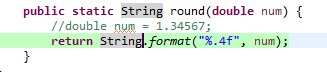 public static String round(double num) {
//double num = 1.34567;
return String.format("%.4f", num);
}